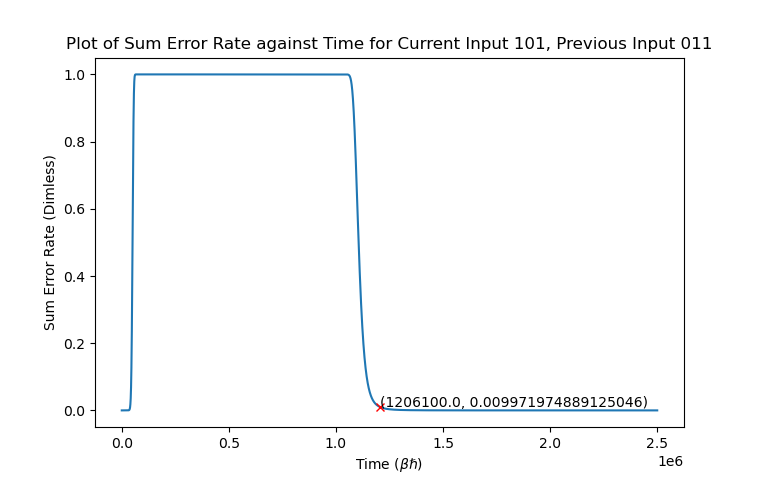 Plot of Sum Error Rate against Time for Current Input 101, Previous Input 011
Sum Error Rate (Dimless)
1.0
0.8
0.6
0.4
0.2
0.0
(1206100.0, 0.009971974889125046)
0.0 0.5 1.0 1.5 2.0 2.5
1e6
Time (βℏ)